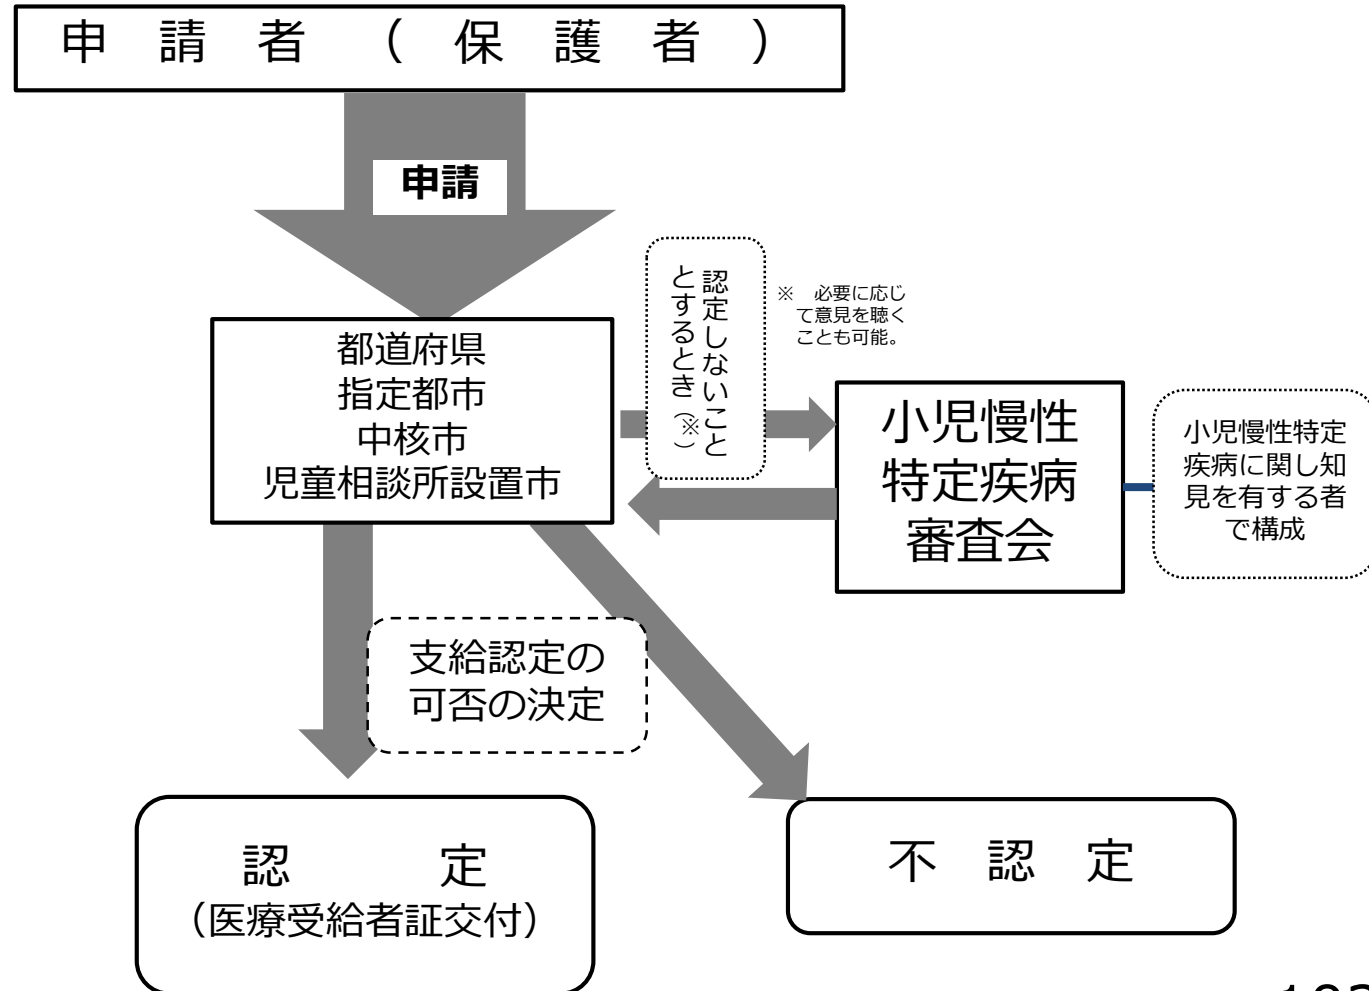 申請者（保護者）
申請
認定しないこと
とするとき（※）
※　必要に応じ
て意見を聴く
ことも可能。
都道府県
指定都市
中核市
児童相談所設置市
小児慢性
特定疾病
審査会
小児慢性特定
疾病に関し知
見を有する者
で構成
支給認定の
可否の決定
認定
（医療受給者証交付）
不認定